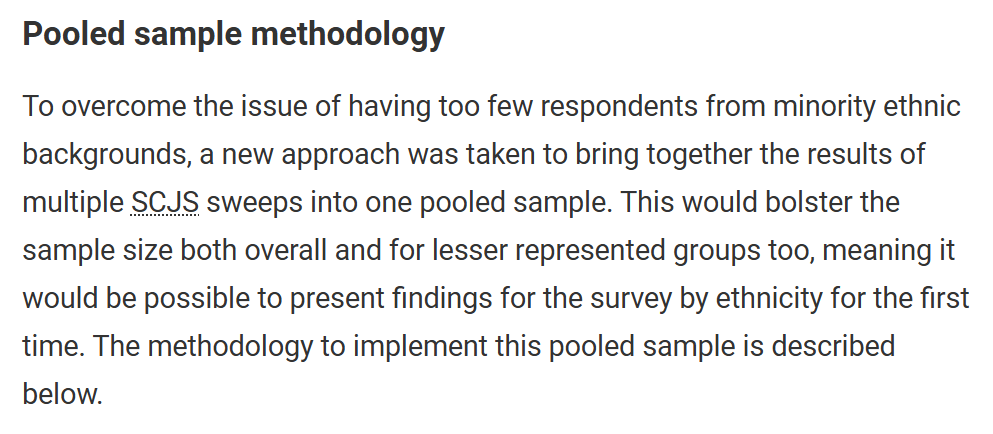 Pooled sample methodology
To overcome the issue of having too few respondents from minority ethnic
backgrounds, a new approach was taken to bring together the results of
multiple SCJS sweeps into one pooled sample. This would bolster the
sample size both overall and for lesser represented groups too, meaning it
would be possible to present findings for the survey by ethnicity for the first
time. The methodology to implement this pooled sample is described
below.